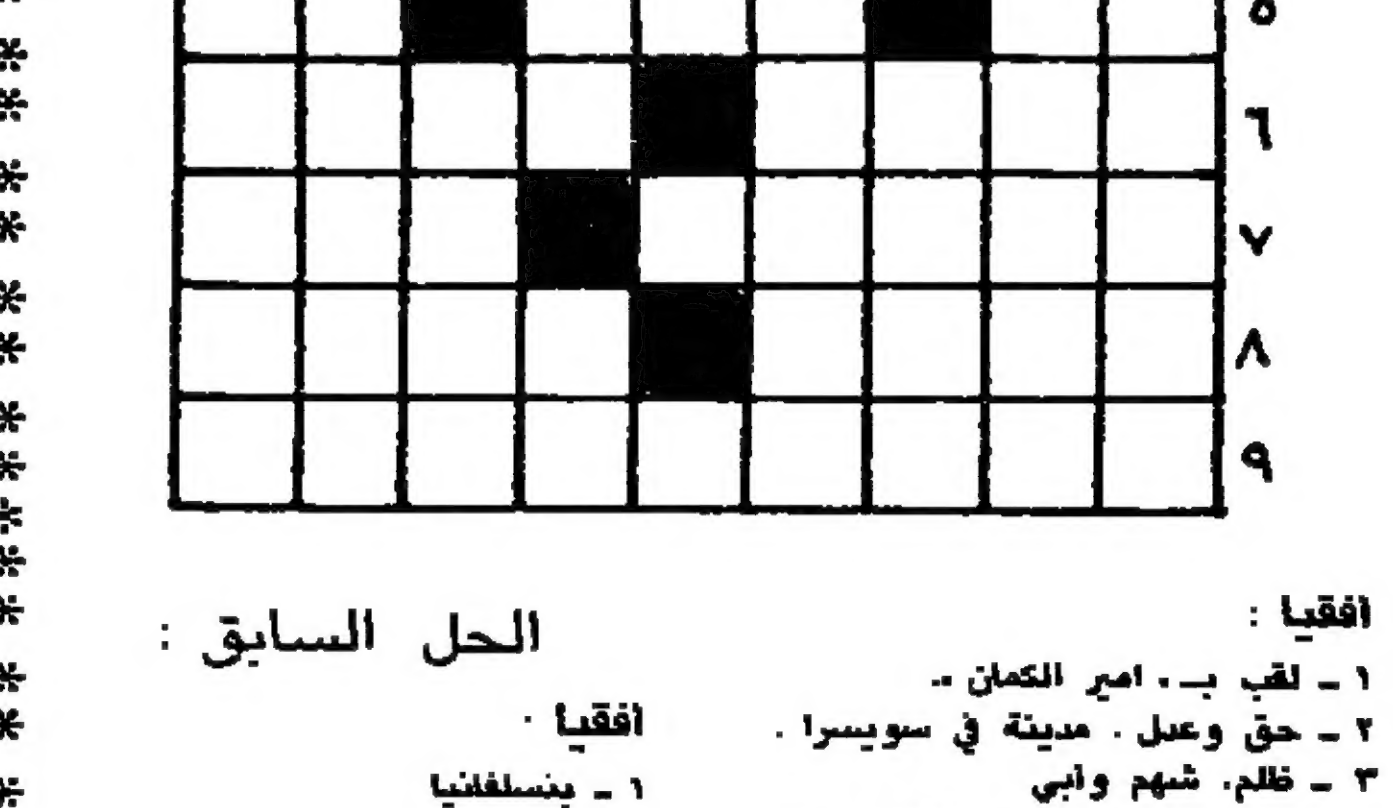 ٥
٦
٧
٨
٩
افقيا :
١ ـ لقب بـ . امير الكمان ..
٢ ـ حق وعدل . مدينة في سويسرا .
٣ ـ ظلم. شهم وأبي
الحل السابق :
افقيا .
١ ـ بنسلفانيا